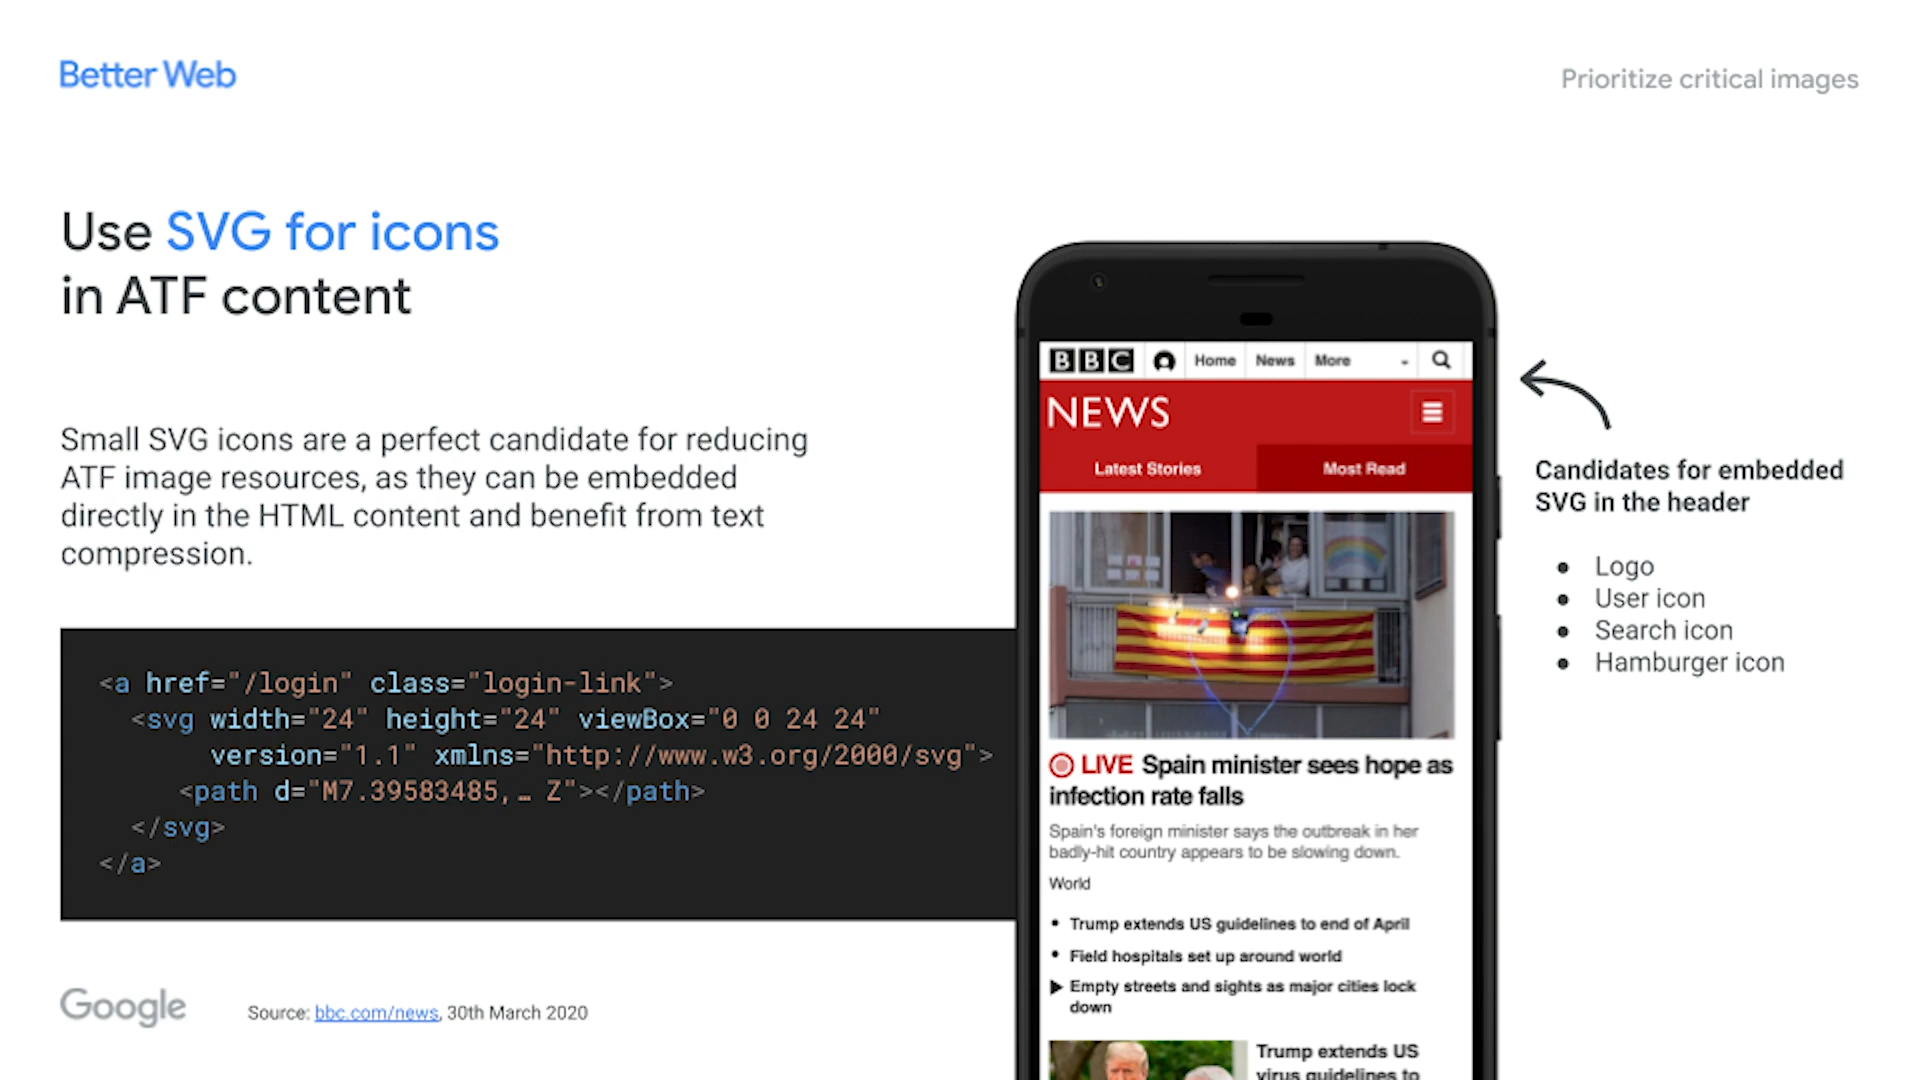 Better Web
Prioritize critical images
Use SVG for icons
in ATF content
Small SVG icons are a perfect candidate for reducing
ATF image resources, as they can be embedded
directly in the HTML content and benefit from text
compression.
<a href="/login" class="login-link">
<svg width="24" height="24" viewBox="0 0 24 24"
version="1.1" xmlns="http://www.w3.org/2000/svg">
<path d="M7.39583485,… Z"></path>
</svg>
</a>
Google
Source: bbc.com/news, 30th March 2020
BBC Home News More
NEWS
Latest Stories Most Read
LIVE Spain minister sees hope as
infection rate falls
Spain's foreign minister says the outbreak in her
badly-hit country appears to be slowing down.
World
• Trump extends US guidelines to end of April
• Field hospitals set up around world
Empty streets and sights as major cities lock
down
Trump extends US
virus guidelines to
Candidates for embedded
SVG in the header
● Logo
● User icon
● Search icon
● Hamburger icon